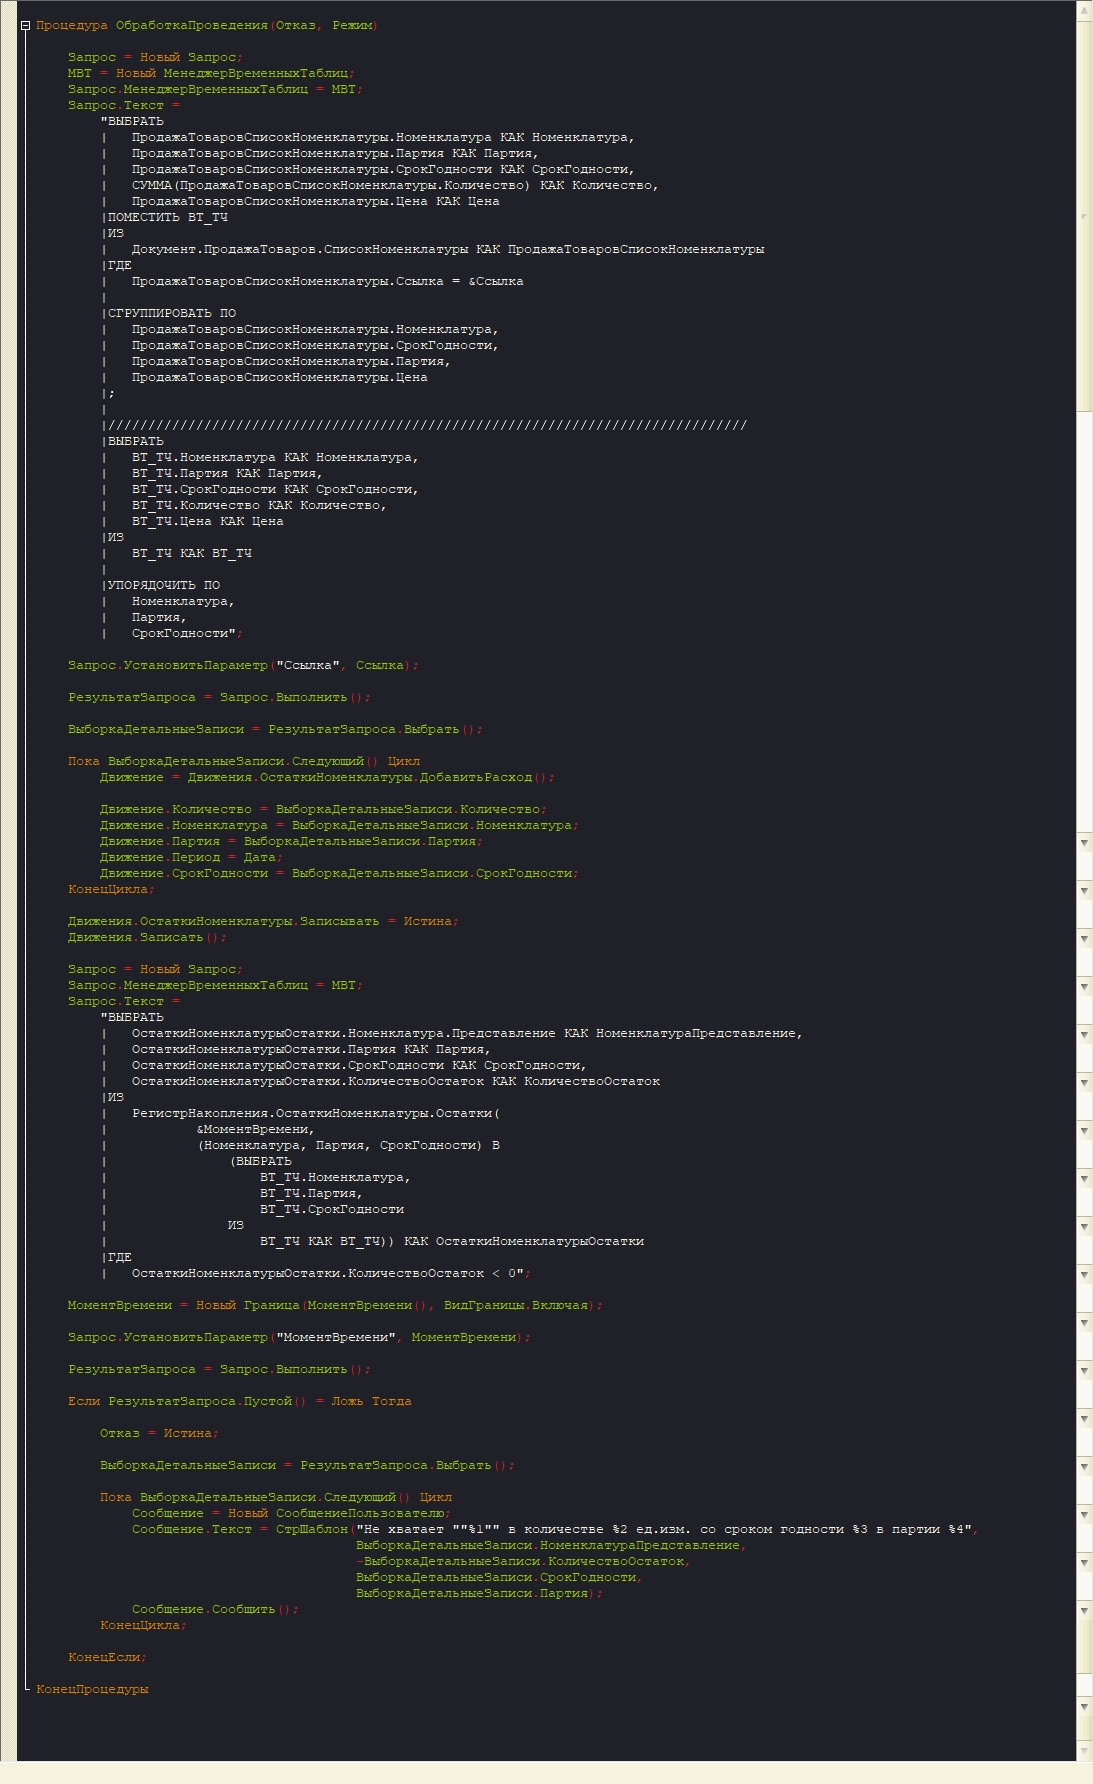 Процедура ОбработкаПроведения(Отказ, Режим)
Запрос = Новый Запрос;
МВТ = Новый МенеджерВременныхТаблиц;
Запрос.МенеджерВременныхТаблиц = МВТ;
Запрос.Текст =
"ВЫБРАТЬ
|   ПродажаТоваровСписокНоменклатуры.Номенклатура КАК Номенклатура,
|   ПродажаТоваровСписокНоменклатуры.Партия КАК Партия,
|   ПродажаТоваровСписокНоменклатуры.СрокГодности КАК СрокГодности,
|   СУММА(ПродажаТоваровСписокНоменклатуры.Количество) КАК Количество,
|   ПродажаТоваровСписокНоменклатуры.Цена КАК Цена
|ПОМЕСТИТЬ ВТ_ТЧ
|ИЗ
|   Документ.ПродажаТоваров.СписокНоменклатуры КАК ПродажаТоваровСписокНоменклатуры
|ГДЕ
|   ПродажаТоваровСписокНоменклатуры.Ссылка = &Ссылка
|
|СГРУППИРОВАТЬ ПО
|   ПродажаТоваровСписокНоменклатуры.Номенклатура,
|   ПродажаТоваровСписокНоменклатуры.СрокГодности,
|   ПродажаТоваровСписокНоменклатуры.Партия,
|   ПродажаТоваровСписокНоменклатуры.Цена
|;
|
|////////////////////////////////////////////////////////////////////////////////
|ВЫБРАТЬ
|   ВТ_ТЧ.Номенклатура КАК Номенклатура,
|   ВТ_ТЧ.Партия КАК Партия,
|   ВТ_ТЧ.СрокГодности КАК СрокГодности,
|   ВТ_ТЧ.Количество КАК Количество,
|   ВТ_ТЧ.Цена КАК Цена
|ИЗ
|   ВТ_ТЧ КАК ВТ_ТЧ
|
|УПОРЯДОЧИТЬ ПО
|   Номенклатура,
|   Партия,
|   СрокГодности";
Запрос.УстановитьПараметр("Ссылка", Ссылка);
РезультатЗапроса = Запрос.Выполнить();
ВыборкаДетальныеЗаписи = РезультатЗапроса.Выбрать();
Пока ВыборкаДетальныеЗаписи.Следующий() Цикл
Движение = Движения.ОстаткиНоменклатуры.ДобавитьРасход();
Движение.Количество = ВыборкаДетальныеЗаписи.Количество;
Движение.Номенклатура = ВыборкаДетальныеЗаписи.Номенклатура;
Движение.Партия = ВыборкаДетальныеЗаписи.Партия;
Движение.Период = Дата;
Движение.СрокГодности = ВыборкаДетальныеЗаписи.СрокГодности;
КонецЦикла;
Движения.ОстаткиНоменклатуры.Записывать = Истина;
Движения.Записать();
Запрос = Новый Запрос;
Запрос.МенеджерВременныхТаблиц = МВТ;
Запрос.Текст =
"ВЫБРАТЬ
|   ОстаткиНоменклатурыОстатки.Номенклатура.Представление КАК НоменклатураПредставление,
|   ОстаткиНоменклатурыОстатки.Партия КАК Партия,
|   ОстаткиНоменклатурыОстатки.СрокГодности КАК СрокГодности,
|   ОстаткиНоменклатурыОстатки.КоличествоОстаток КАК КоличествоОстаток
|ИЗ
|   РегистрНакопления.ОстаткиНоменклатуры.Остатки(
|           &МоментВремени,
|           (Номенклатура, Партия, СрокГодности) В
|               (ВЫБРАТЬ
|                   ВТ_ТЧ.Номенклатура,
|                   ВТ_ТЧ.Партия,
|                   ВТ_ТЧ.СрокГодности
|               ИЗ
|                   ВТ_ТЧ КАК ВТ_ТЧ)) КАК ОстаткиНоменклатурыОстатки
|ГДЕ
|   ОстаткиНоменклатурыОстатки.КоличествоОстаток < 0";
МоментВремени = Новый Граница(МоментВремени(), ВидГраницы.Включая);
Запрос.УстановитьПараметр("МоментВремени", МоментВремени);
РезультатЗапроса = Запрос.Выполнить();
Если РезультатЗапроса.Пустой() = Ложь Тогда
Отказ = Истина;
ВыборкаДетальныеЗаписи = РезультатЗапроса.Выбрать();
Пока ВыборкаДетальныеЗаписи.Следующий() Цикл
Сообщение = Новый СообщениеПользователю;
Сообщение.Текст = СтрШаблон("Не хватает ""%1"" в количестве %2 ед.изм. со сроком годности %3 в партии %4",
ВыборкаДетальныеЗаписи.НоменклатураПредставление,
-ВыборкаДетальныеЗаписи.КоличествоОстаток,
ВыборкаДетальныеЗаписи.СрокГодности,
ВыборкаДетальныеЗаписи.Партия);
Сообщение.Сообщить();
КонецЦикла;
КонецЕсли;
КонецПроцедуры